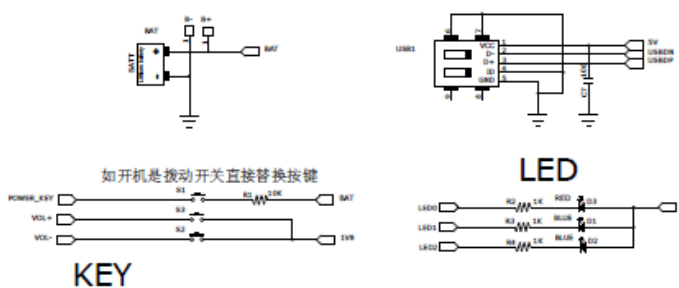 BAT
B-
B+
BAT
BATT
USB1
VCC
D-
D+
ID
GND
1
2
3
4
5
5V
USBDN
USBDP
C7
如开机是拨动开关直接替换按键
LED
POWER_KEY
S1
R1
10K
BAT
VOL+
S3
VOL-
S2
1V8
KEY
LED0
R2
1K
RED
D3
LED1
R3
1K
BLUE
D1
LED2
R4
1K
BLUE
D2